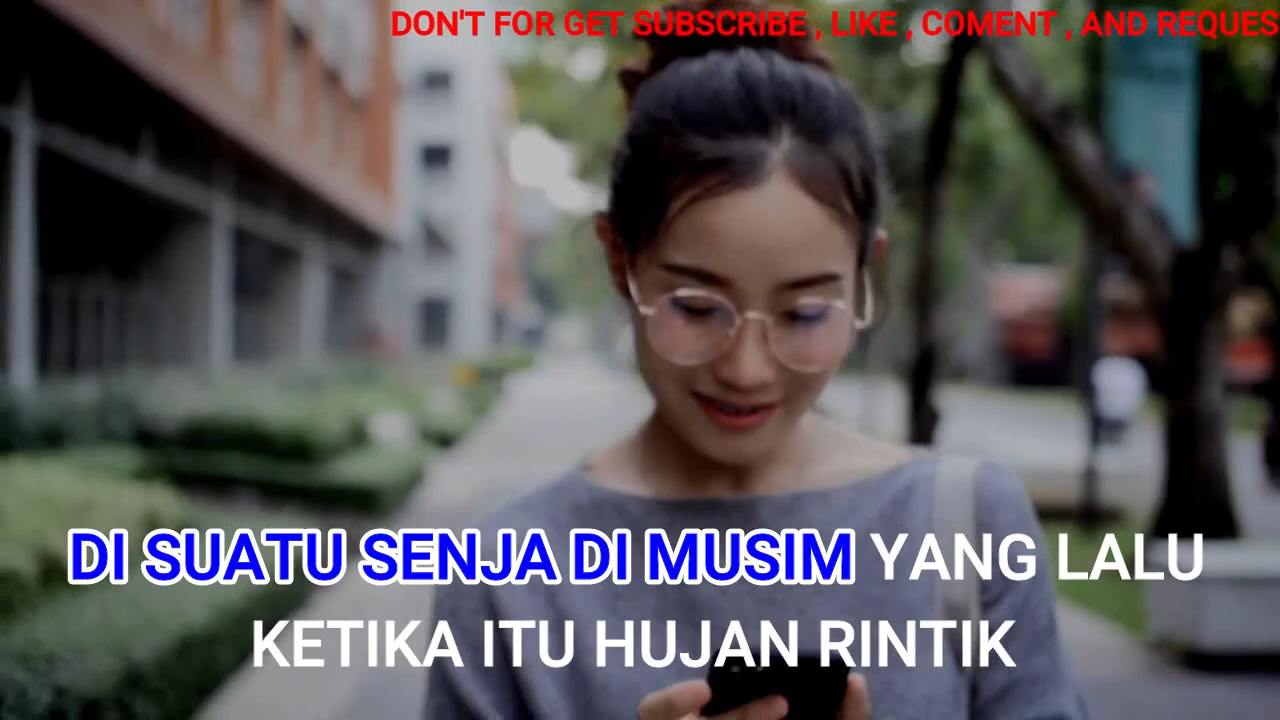 DON'T FOR GET SUBSCRIBE , LIKE , COMENT , AND REQUES
DI SUATU SENJA DI MUSIM YANG LALU
KETIKA ITU HUJAN RINTIK